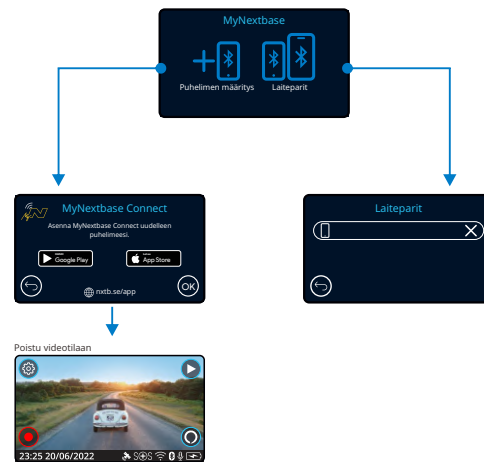 MyNextbase
Puhelimen määritys
Laiteparit
MyNextbase Connect
Asenna MyNextbase Connect uudelleen
puhelimeesi.
Google Play
App Store
nxtb.se/app
OK
Laiteparit
Poistu videotilaan
23:25 20/06/2022
SOS